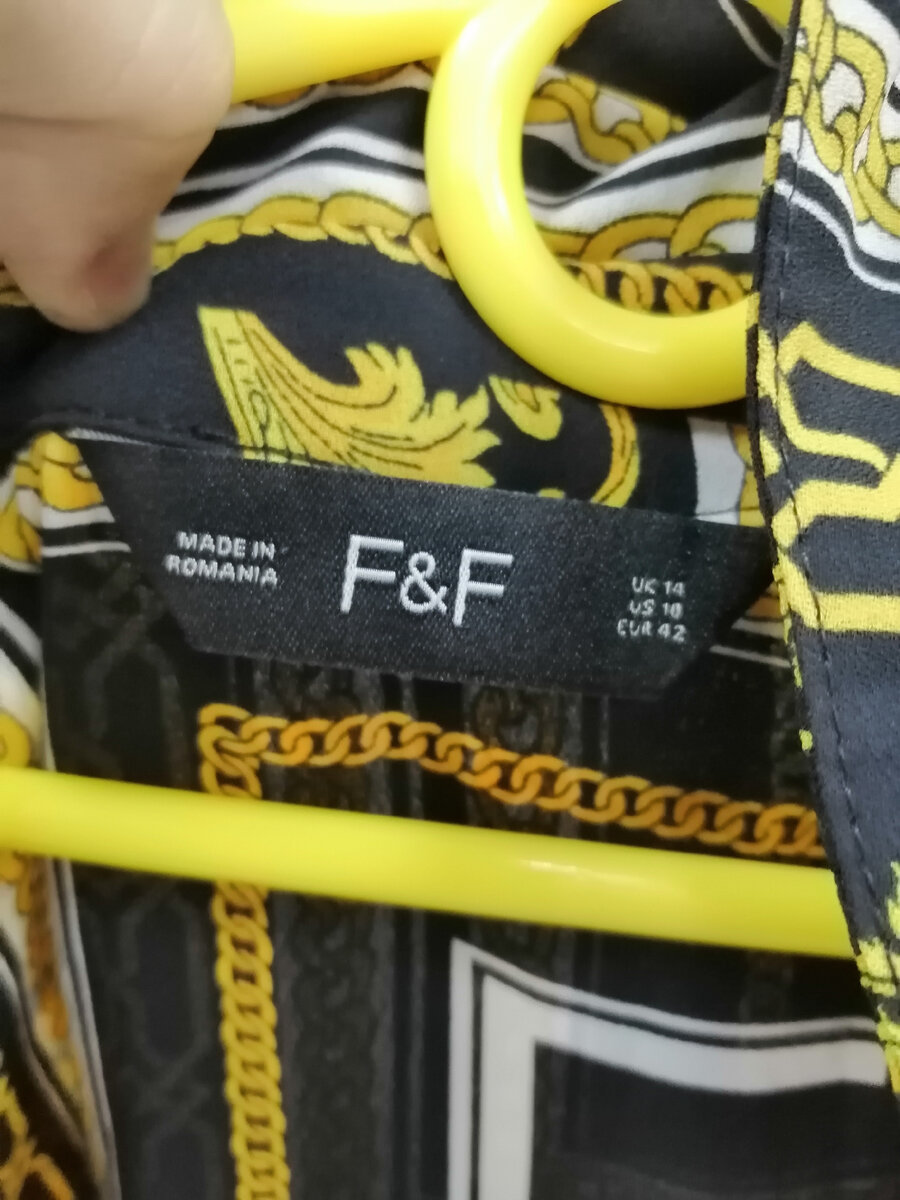 MADE IN
ROMANIA
F&F
UK 14
US 10
EUR 42